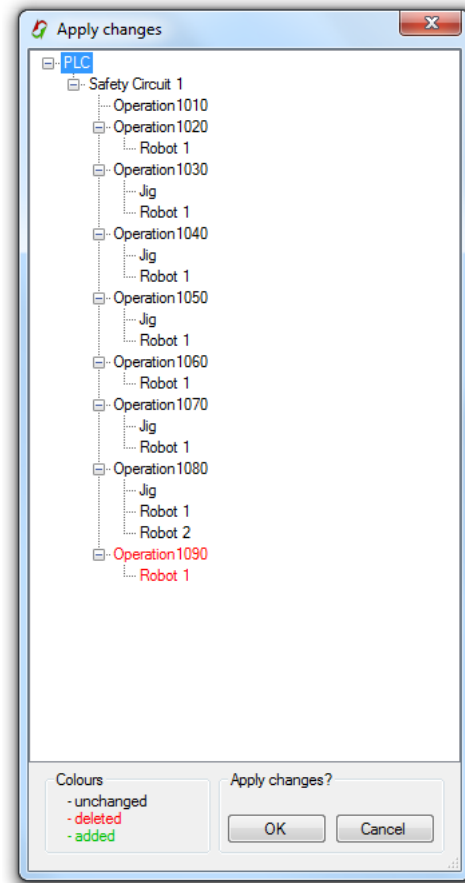 Apply changes
PLC
Safety Circuit 1
Operation1010
Operation1020
Robot 1
Operation1030
Jig
Robot 1
Operation1040
Jig
Robot 1
Operation1050
Jig
Robot 1
Operation1060
Robot 1
Operation1070
Jig
Robot 1
Operation1080
Jig
Robot 1
Robot 2
Operation1090
Robot 1
Colours
- unchanged
- deleted
- added
Apply changes?
OK Cancel